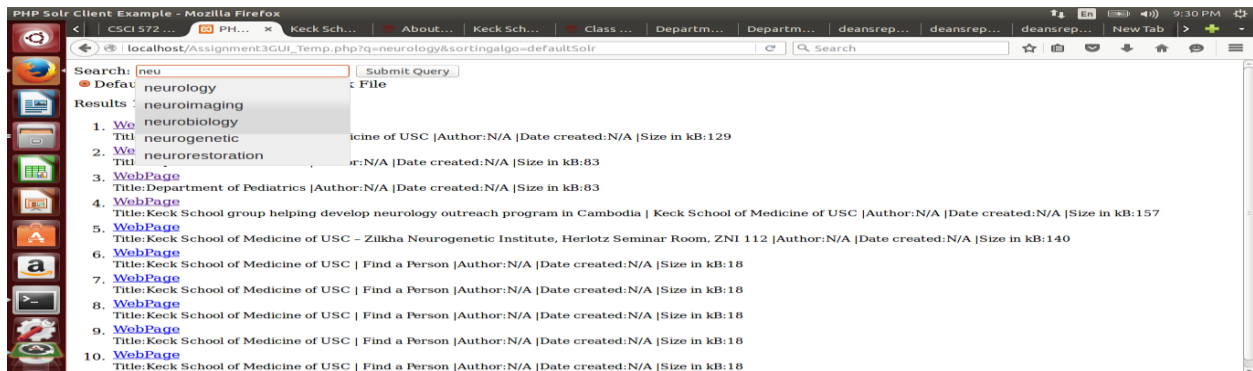 PHP Solr Client Example - Mozilla Firefox En 9:30 PM
CSCI 572 ... PH... × Keck Sch... About... Keck Sch... Class ... Departm... Departm... deansrep... deansrep... deansrep... New Tab
localhost/Assignment3GUI_Temp.php?q=neurology&sortingalgo=defaultSolr Search
Search: neu Submit Query
Defau File
neurology
Results
neuroimaging
neurobiology
neurogenetic
neurorestoration
1. We
Titl icine of USC |Author:N/A |Date created:N/A |Size in kB:129
2. We
Titl r:N/A |Date created:N/A |Size in kB:83
3. WebPage
Title:Department of Pediatrics |Author:N/A |Date created:N/A |Size in kB:83
4. WebPage
Title:Keck School group helping develop neurology outreach program in Cambodia | Keck School of Medicine of USC |Author:N/A |Date created:N/A |Size in kB:157
5. WebPage
Title:Keck School of Medicine of USC – Zilkha Neurogenetic Institute, Herlotz Seminar Room, ZNI 112 |Author:N/A |Date created:N/A |Size in kB:140
6. WebPage
Title:Keck School of Medicine of USC | Find a Person |Author:N/A |Date created:N/A |Size in kB:18
7. WebPage
Title:Keck School of Medicine of USC | Find a Person |Author:N/A |Date created:N/A |Size in kB:18
8. WebPage
Title:Keck School of Medicine of USC | Find a Person |Author:N/A |Date created:N/A |Size in kB:18
9. WebPage
Title:Keck School of Medicine of USC | Find a Person |Author:N/A |Date created:N/A |Size in kB:18
10. WebPage
Title:Keck School of Medicine of USC | Find a Person |Author:N/A |Date created:N/A |Size in kB:18